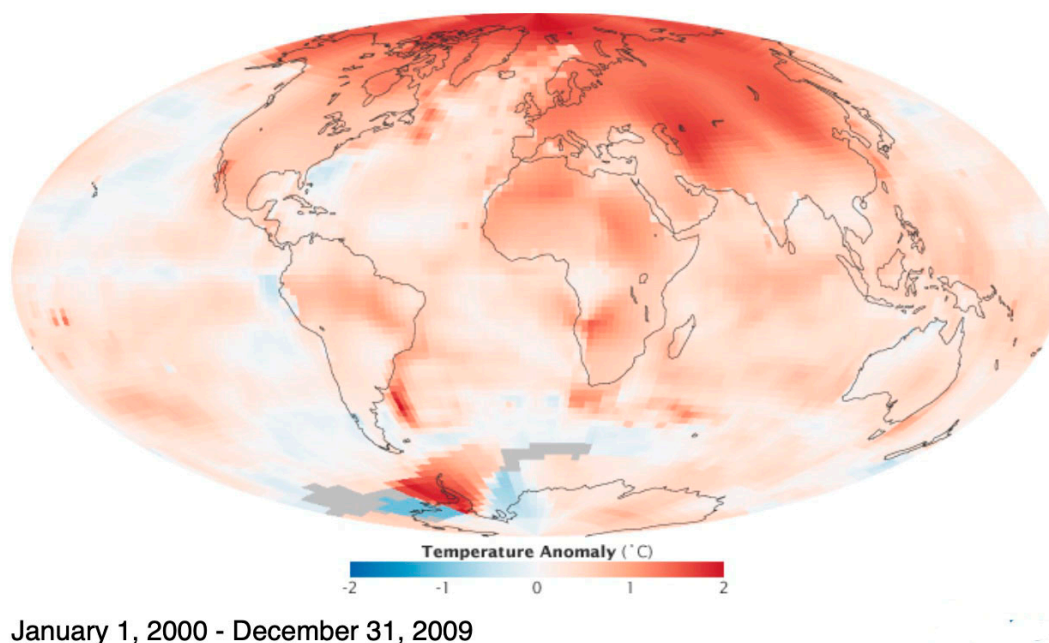 Temperature Anomaly (˚C)
-2 -1 0 1 2
January 1, 2000 - December 31, 2009